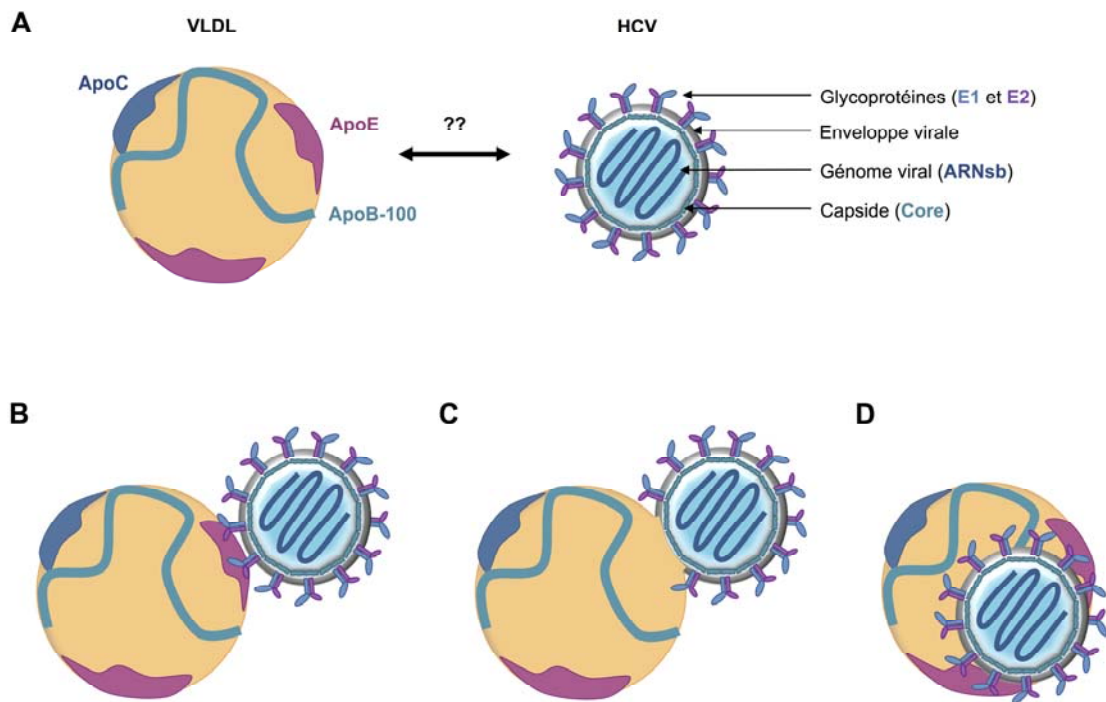 A
VLDL
HCV
ApoC
ApoE
ApoB-100
??
Glycoprotéines (E1 et E2)
Enveloppe virale
Génome viral (ARNsb)
Capside (Core)
B
C
D